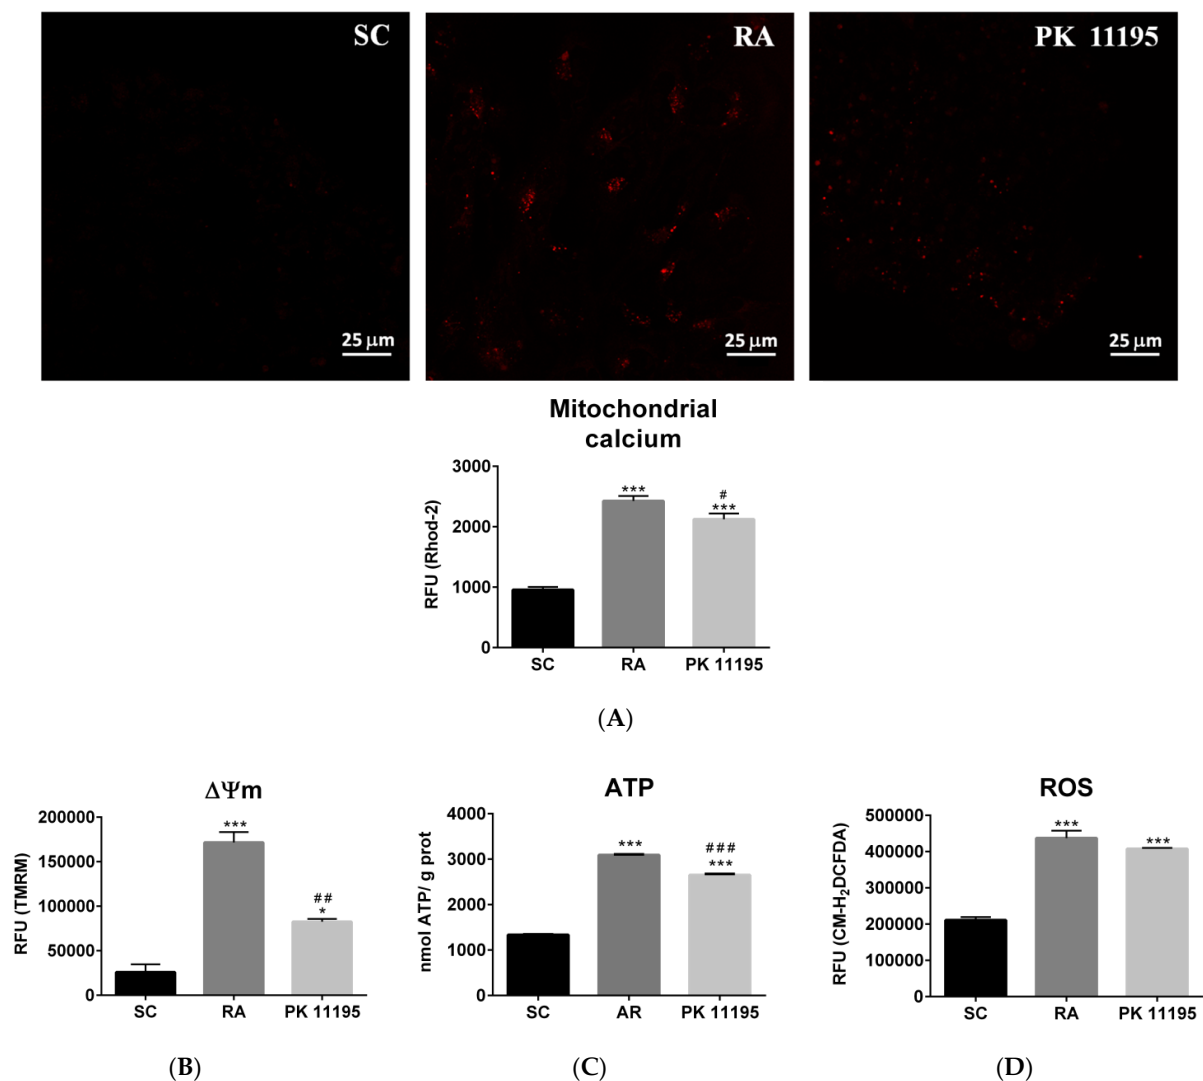 SC
RA
PK 11195
25 μm
25 μm
25 μm
Mitochondrial
calcium
RFU (Rhod-2)
3000
2000
1000
0
***
#
***
SC
RA
PK 11195
(A)
ΔΨm
RFU (TMRM)
200000
150000
100000
50000
0
***
##
*
SC
RA
PK 11195
(B)
ATP
nmol ATP/ g prot
4000
3000
2000
1000
0
***
###
***
SC
AR
PK 11195
(C)
ROS
RFU (CM-H₂DCFDA)
500000
400000
300000
200000
100000
0
***
***
SC
RA
PK 11195
(D)